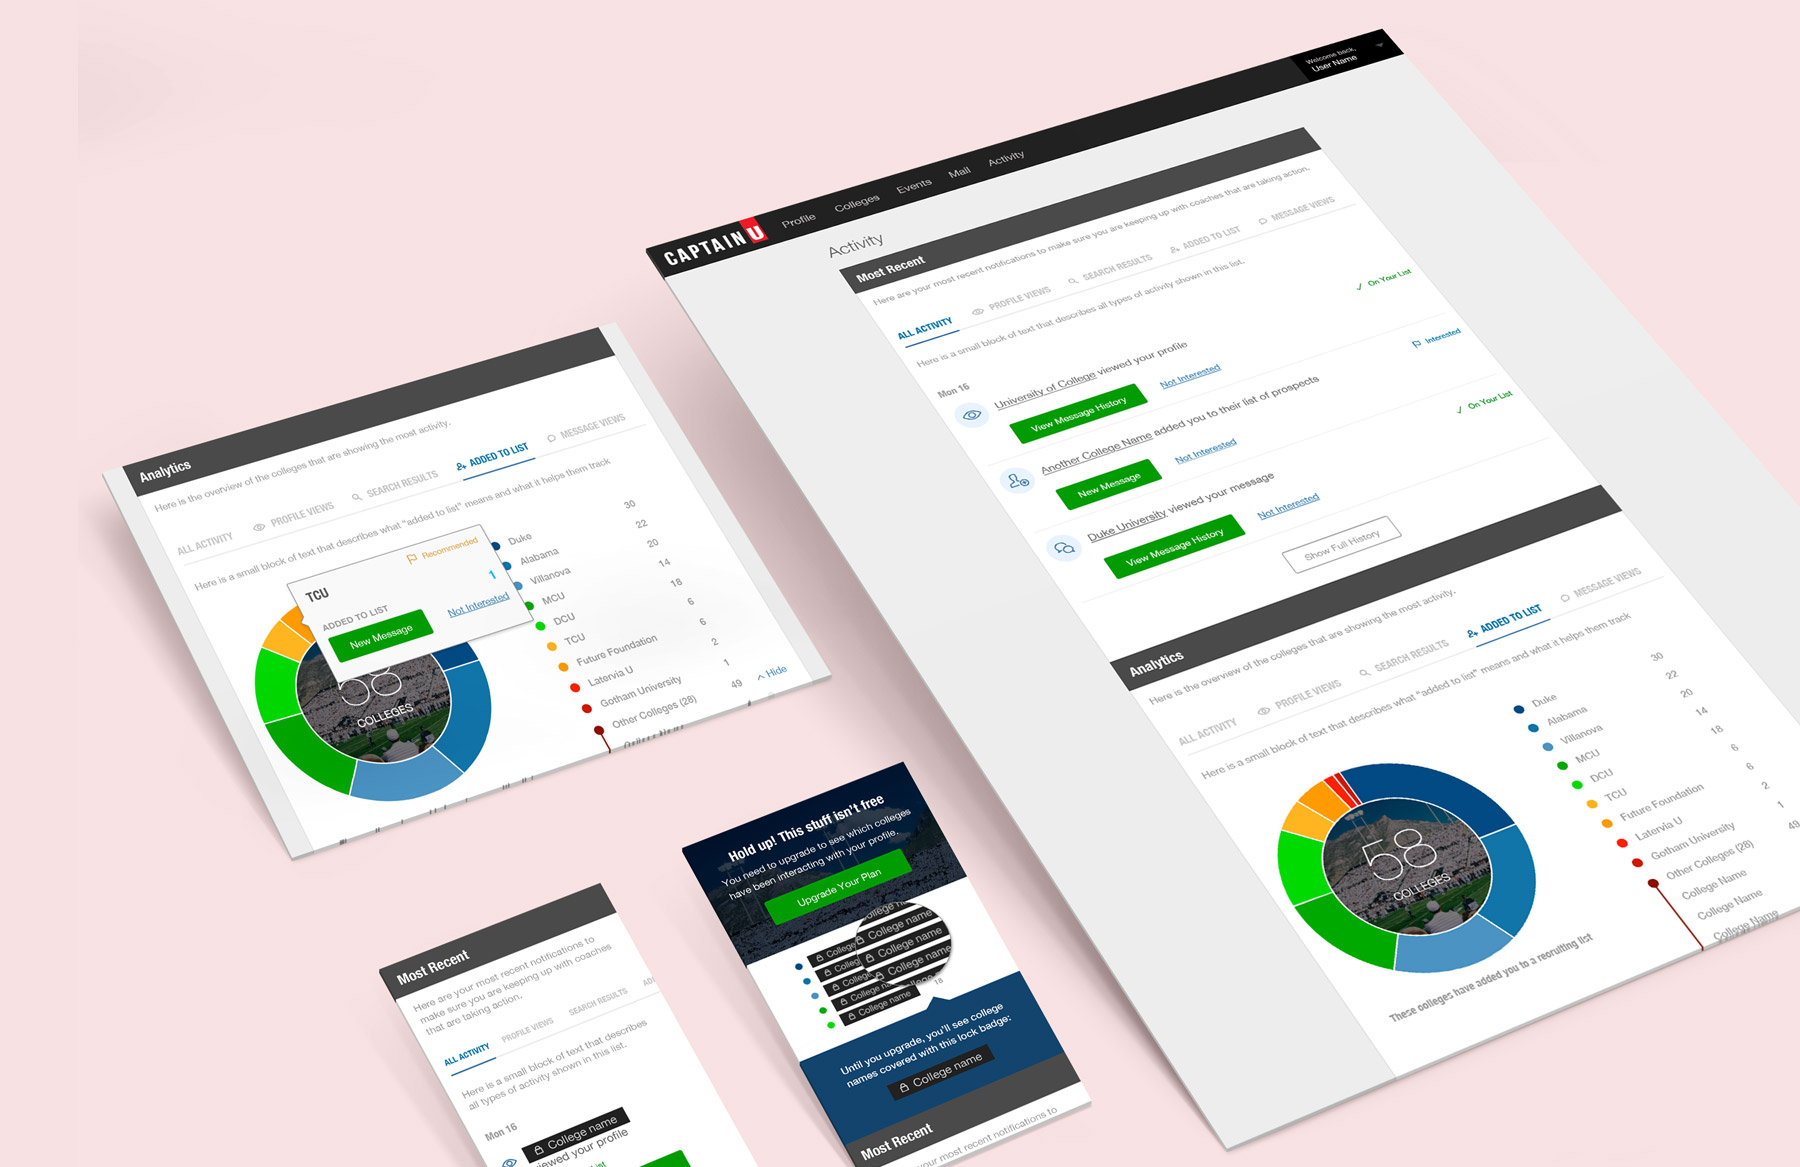 Welcome back,
User Name
CAPTAIN U
Profile
Colleges
Events
Mall
Activity
Activity
Most Recent
Here are your most recent notifications to make sure you are keeping up with coaches that are taking action.
ALL ACTIVITY
PROFILE VIEWS
SEARCH RESULTS
ADDED TO LIST
MESSAGE VIEWS
Here is a small block of text that describes all types of activity shown in this list.
Mon 16
University of College viewed your profile
On Your List
View Message History
Not Interested
Another College Name added you to their list of prospects
Interested
New Message
Not Interested
Duke University viewed your message
On Your List
View Message History
Not Interested
Show Full History
Analytics
Here is the overview of the colleges that are showing the most activity.
ALL ACTIVITY
PROFILE VIEWS
SEARCH RESULTS
ADDED TO LIST
MESSAGE VIEWS
Here is a small block of text that describes what "added to list" means and what it helps them track
58
COLLEGES
Duke 30
Alabama 22
Villanova 20
MCU 14
DCU 18
TCU 6
Future Foundation 6
Latervia U 2
Gotham University 1
Other Colleges (28) 49
College Name
College Name
College Name
These colleges have added you to a recruiting list
Analytics
Here is the overview of the colleges that are showing the most activity.
ALL ACTIVITY
PROFILE VIEWS
SEARCH RESULTS
ADDED TO LIST
MESSAGE VIEWS
Here is a small block of text that describes what "added to list" means and what it helps them track
TCU
Recommended
ADDED TO LIST
1
New Message
Not Interested
58
COLLEGES
Duke 30
Alabama 22
Villanova 20
MCU 14
DCU 18
TCU 6
Future Foundation 6
Latervia U 2
Gotham University 1
Other Colleges (28) 49
Hide
Hold up! This stuff isn't free
You need to upgrade to see which colleges
have been interacting with your profile.
Upgrade Your Plan
College name
College name
College name
College name
College name
18
Until you upgrade, you'll see college
names covered with this lock badge:
College name
Most Recent
your most recent notifications to
Most Recent
Here are your most recent notifications to
make sure you are keeping up with coaches
that are taking action.
ALL ACTIVITY
PROFILE VIEWS
SEARCH RESULTS
Here is a small block of text that describes
all types of activity shown in this list.
Mon 16
College name
viewed your profile